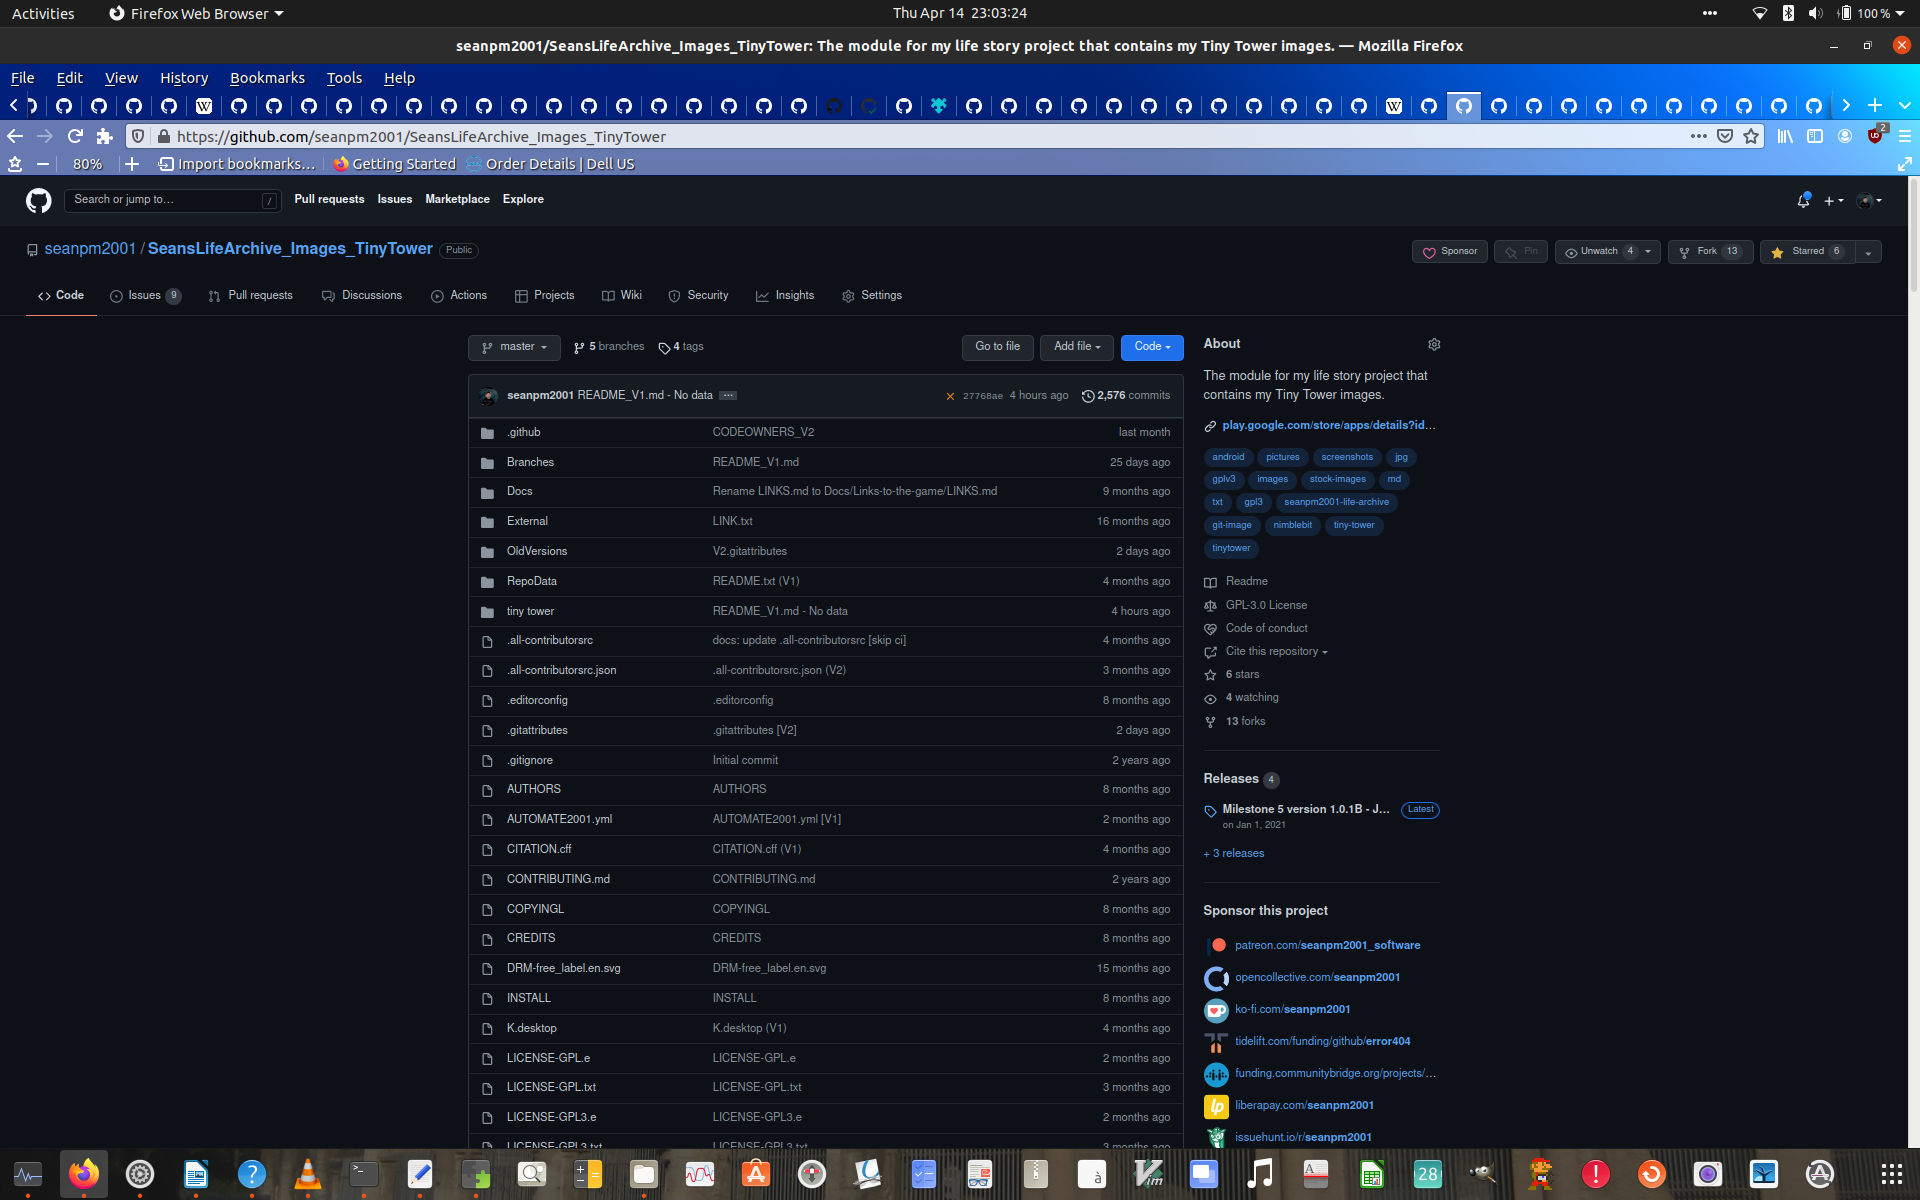 Activities
Firefox Web Browser
Thu Apr 14 23:03:24
100 %
seanpm2001/SeansLifeArchive_Images_TinyTower: The module for my life story project that contains my Tiny Tower images. — Mozilla Firefox
File Edit View History Bookmarks Tools Help
https://github.com/seanpm2001/SeansLifeArchive_Images_TinyTower
2
80%
Import bookmarks...
Getting Started
Order Details | Dell US
Search or jump to...
/
Pull requests Issues Marketplace Explore
seanpm2001 / SeansLifeArchive_Images_TinyTower Public
Sponsor
Pin
Unwatch 4
Fork 13
Starred 6
Code
Issues 9
Pull requests
Discussions
Actions
Projects
Wiki
Security
Insights
Settings
master
5 branches
4 tags
Go to file
Add file
Code
seanpm2001 README_V1.md - No data ...
27768ae 4 hours ago
2,576 commits
.github CODEOWNERS_V2 last month
Branches README_V1.md 25 days ago
Docs Rename LINKS.md to Docs/Links-to-the-game/LINKS.md 9 months ago
External LINK.txt 16 months ago
OldVersions V2.gitattributes 2 days ago
RepoData README.txt (V1) 4 months ago
tiny tower README_V1.md - No data 4 hours ago
.all-contributorsrc docs: update .all-contributorsrc [skip ci] 4 months ago
.all-contributorsrc.json .all-contributorsrc.json (V2) 3 months ago
.editorconfig .editorconfig 8 months ago
.gitattributes .gitattributes [V2] 2 days ago
.gitignore Initial commit 2 years ago
AUTHORS AUTHORS 8 months ago
AUTOMATE2001.yml AUTOMATE2001.yml [V1] 2 months ago
CITATION.cff CITATION.cff (V1) 4 months ago
CONTRIBUTING.md CONTRIBUTING.md 2 years ago
COPYINGL COPYINGL 8 months ago
CREDITS CREDITS 8 months ago
DRM-free_label.en.svg DRM-free_label.en.svg 15 months ago
INSTALL INSTALL 8 months ago
K.desktop K.desktop (V1) 4 months ago
LICENSE-GPL.e LICENSE-GPL.e 2 months ago
LICENSE-GPL.txt LICENSE-GPL.txt 3 months ago
LICENSE-GPL3.e LICENSE-GPL3.e 2 months ago
LICENSE-GPL3.txt LICENSE-GPL3.txt 3 months ago
About
The module for my life story project that
contains my Tiny Tower images.
play.google.com/store/apps/details?id...
android pictures screenshots jpg
gplv3 images stock-images md
txt gpl3 seanpm2001-life-archive
git-image nimblebit tiny-tower
tinytower
Readme
GPL-3.0 License
Code of conduct
Cite this repository
6 stars
4 watching
13 forks
Releases 4
Milestone 5 version 1.0.1B - J... Latest
on Jan 1, 2021
+ 3 releases
Sponsor this project
patreon.com/seanpm2001_software
opencollective.com/seanpm2001
ko-fi.com/seanpm2001
tidelift.com/funding/github/error404
funding.communitybridge.org/projects/...
liberapay.com/seanpm2001
issuehunt.io/r/seanpm2001
28